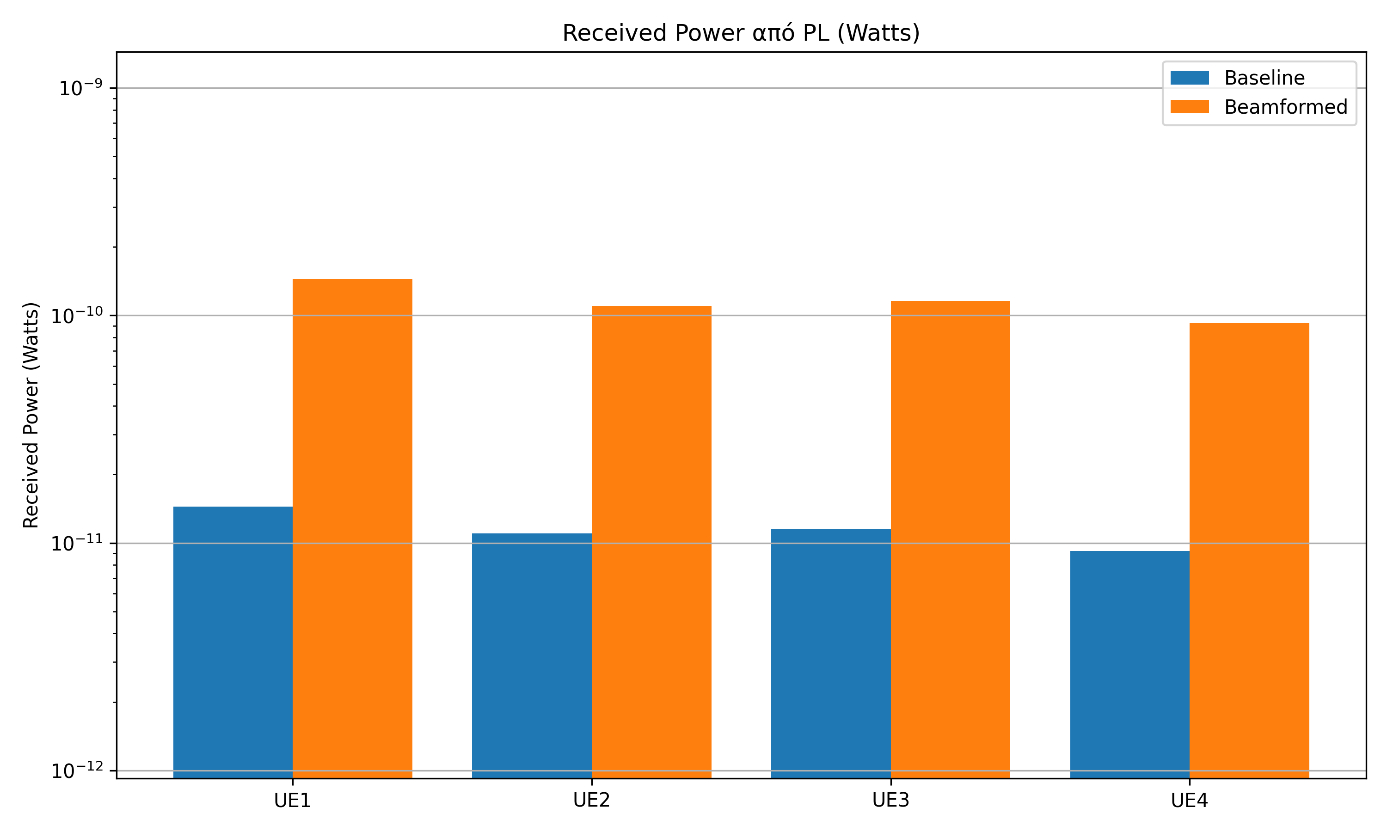 Received Power από PL (Watts)
Baseline
Beamformed
Received Power (Watts)
10⁻⁹
10⁻¹⁰
10⁻¹¹
10⁻¹²
UE1 UE2 UE3 UE4